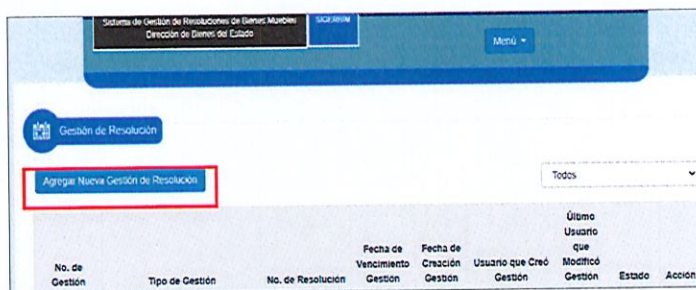 Sistema de Gestión de Resoluciones de Bienes Muebles
Dirección de Bienes del Estado
SIGERBIM
Menú
Gestión de Resolución
Agregar Nueva Gestión de Resolución
Todos
No. de Gestión
Tipo de Gestión
No. de Resolución
Fecha de Vencimiento Gestión
Fecha de Creación Gestión
Usuario que Creó Gestión
Último Usuario que Modificó Gestión
Estado
Accion